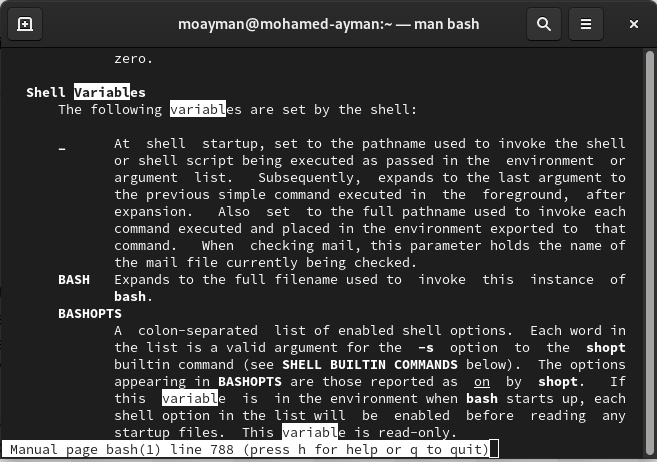 moayman@mohamed-ayman:~ — man bash
zero.
Shell Variables
The following variables are set by the shell:
_ At shell startup, set to the pathname used to invoke the shell
or shell script being executed as passed in the environment or
argument list. Subsequently, expands to the last argument to
the previous simple command executed in the foreground, after
expansion. Also set to the full pathname used to invoke each
command executed and placed in the environment exported to that
command. When checking mail, this parameter holds the name of
the mail file currently being checked.
BASH Expands to the full filename used to invoke this instance of
bash.
BASHOPTS
A colon-separated list of enabled shell options. Each word in
the list is a valid argument for the -s option to the shopt
builtin command (see SHELL BUILTIN COMMANDS below). The options
appearing in BASHOPTS are those reported as on by shopt. If
this variable is in the environment when bash starts up, each
shell option in the list will be enabled before reading any
startup files. This variable is read-only.
Manual page bash(1) line 788 (press h for help or q to quit)